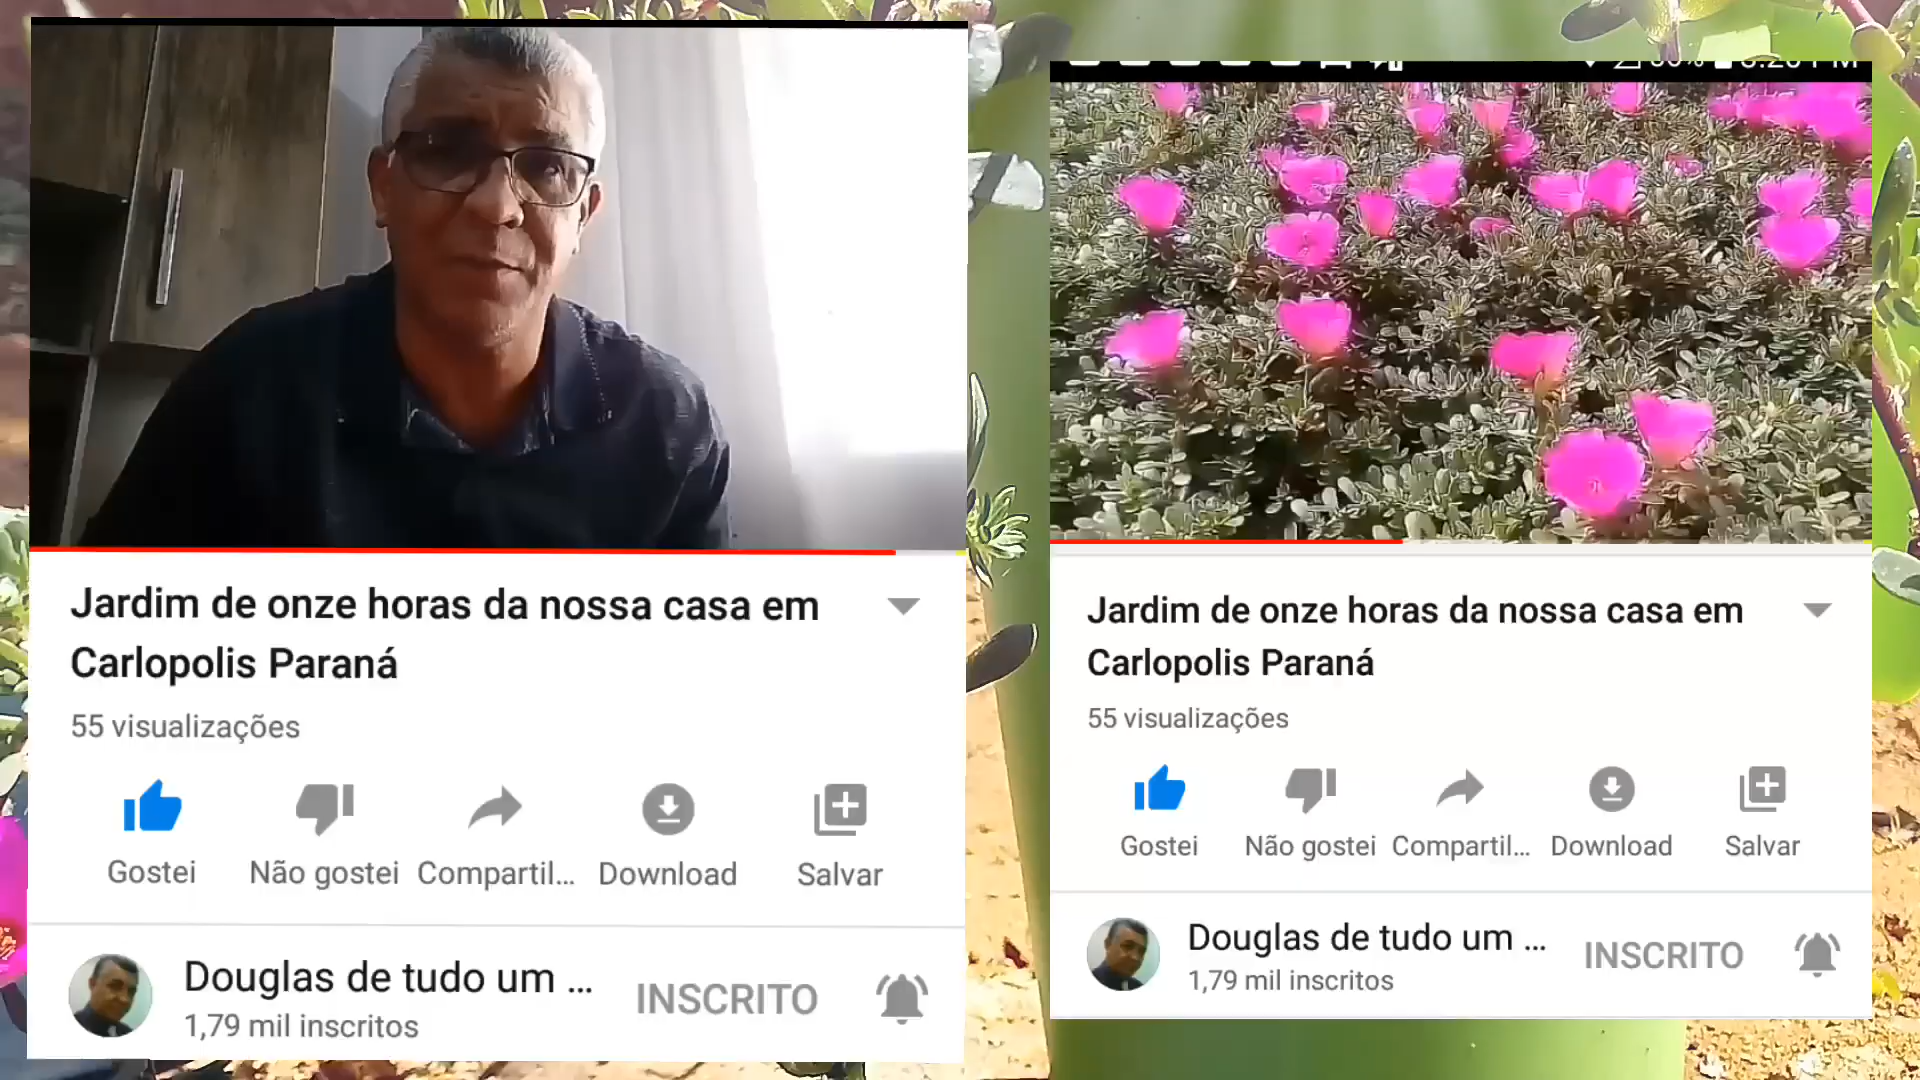 Jardim de onze horas da nossa casa em
Carlopolis Paraná
55 visualizações
Gostei
Não gostei
Compartil...
Download
Salvar
Douglas de tudo um ...
1,79 mil inscritos
INSCRITO
Jardim de onze horas da nossa casa em
Carlopolis Paraná
55 visualizações
Gostei
Não gostei
Compartil...
Download
Salvar
Douglas de tudo um ...
1,79 mil inscritos
INSCRITO